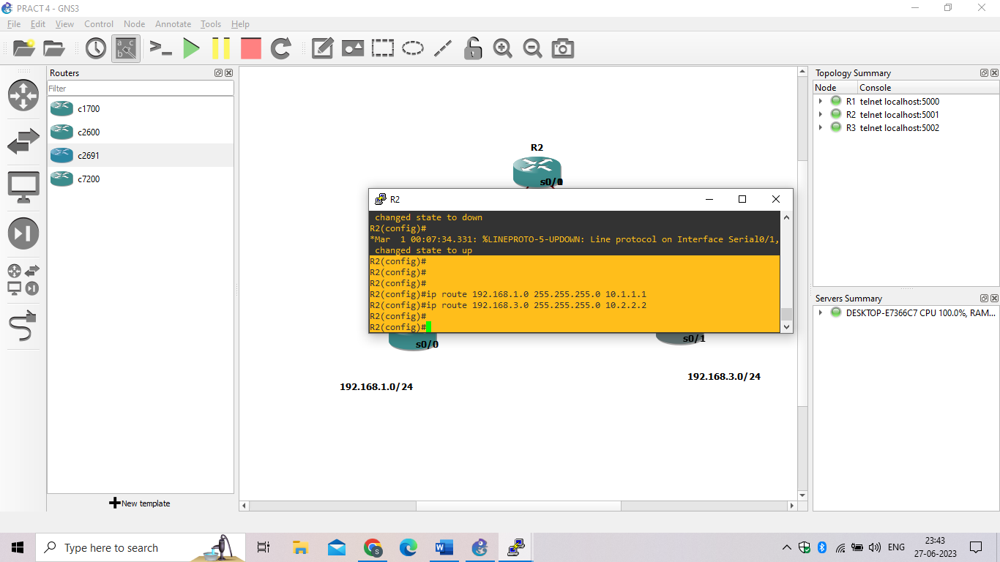 PRACT 4 - GNS3
File Edit View Control Node Annotate Tools Help
Routers
Filter
c1700
c2600
c2691
c7200
New template
R2
s0/0
R2
changed state to down
R2(config)#
*Mar  1 00:07:34.331: %LINEPROTO-5-UPDOWN: Line protocol on Interface Serial0/1,
changed state to up
R2(config)#
R2(config)#
R2(config)#
R2(config)#ip route 192.168.1.0 255.255.255.0 10.1.1.1
R2(config)#ip route 192.168.3.0 255.255.255.0 10.2.2.2
R2(config)#
R2(config)#
s0/0
s0/1
192.168.1.0/24
192.168.3.0/24
Topology Summary
Node Console
R1 telnet localhost:5000
R2 telnet localhost:5001
R3 telnet localhost:5002
Servers Summary
DESKTOP-E7366C7 CPU 100.0%, RAM...
Type here to search
ENG
23:43
27-06-2023